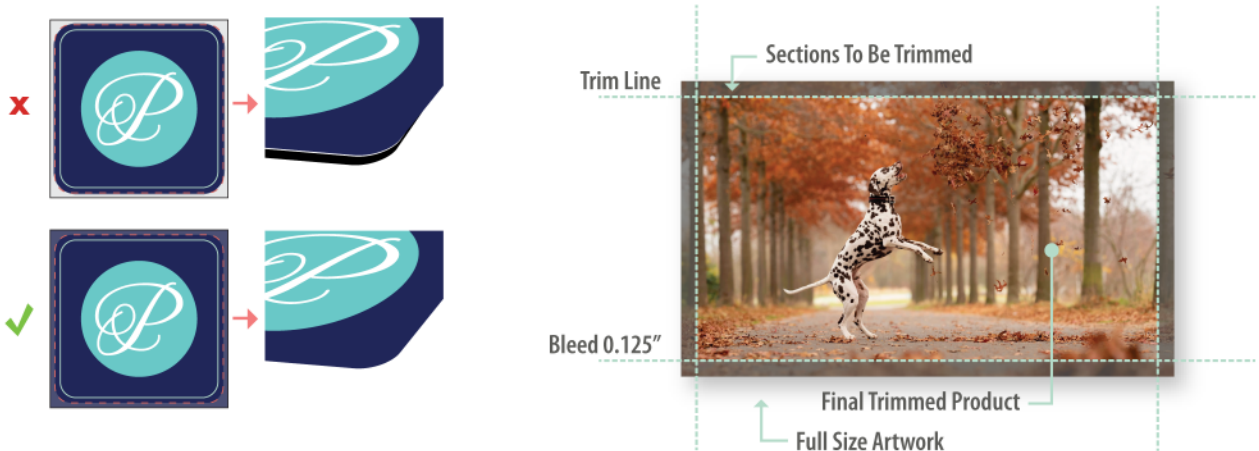 Sections To Be Trimmed
Trim Line
x
P
P
P
P
Bleed 0.125”
Final Trimmed Product
Full Size Artwork